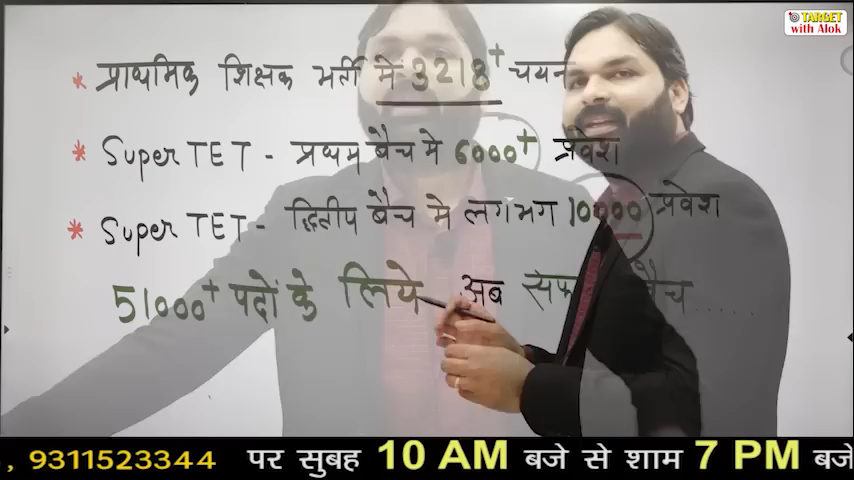 TARGET
with Alok
* प्राथमिक शिक्षक भर्ती में 3218+ चयन
* Super TET - प्रथम बैच मे 6000+ प्रवेश
* Super TET - द्वितीय बैच मे लगभग 10000 प्रवेश
51000+ पदों के लिये अब सफ बैच ......
, 9311523344 पर सुबह 10 AM बजे से शाम 7 PM बजे